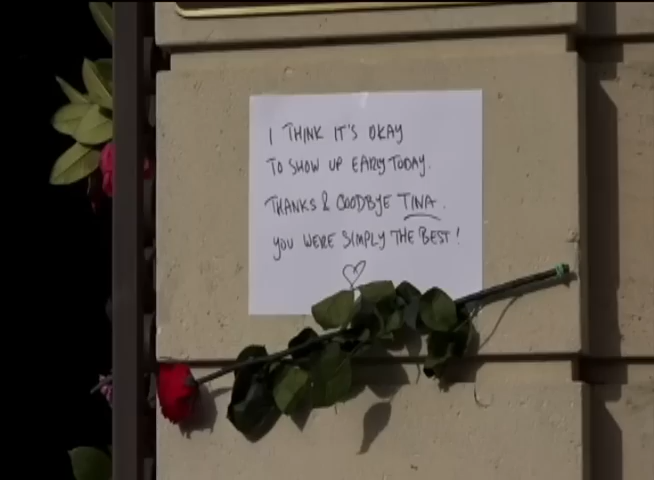 I THINK IT'S OKAY
TO SHOW UP EARLY TODAY.
THANKS & GOODBYE TINA.
YOU WERE SIMPLY THE BEST!